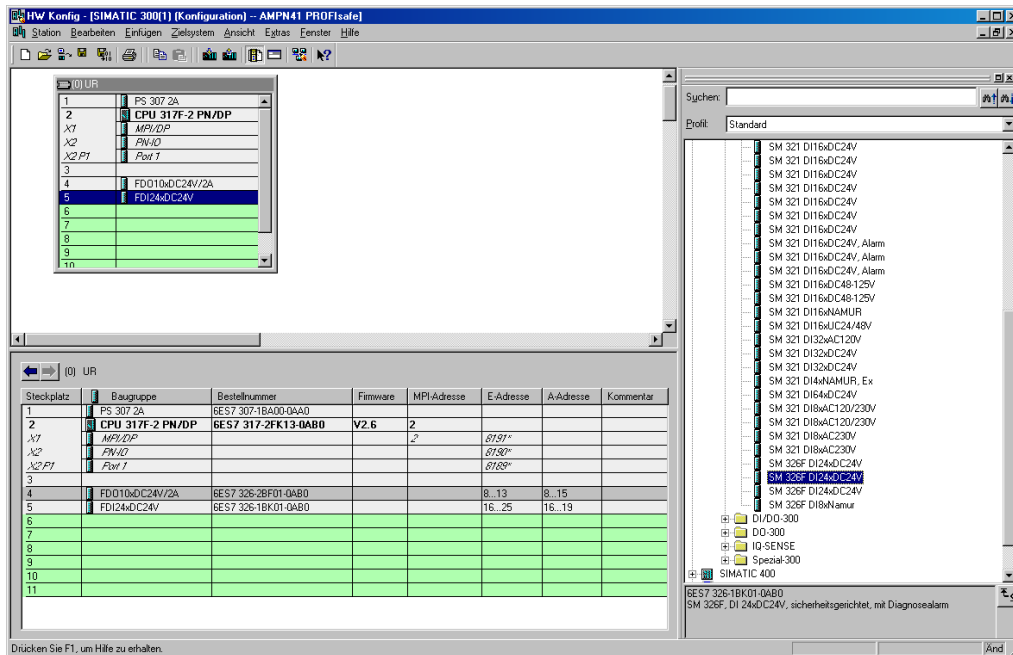 HW Konfig - [SIMATIC 300(1) (Konfiguration) -- AMPN41 PROFIsafe]
Station Bearbeiten Einfügen Zielsystem Ansicht Extras Fenster Hilfe
(0) UR
1 PS 307 2A
2 CPU 317F-2 PN/DP
X1 MPI/DP
X2 PN-IO
X2 P1 Port 1
3
4 FDO10xDC24V/2A
5 FDI24xDC24V
6
7
8
9
10
Suchen:
Profil: Standard
SM 321 DI16xDC24V
SM 321 DI16xDC24V
SM 321 DI16xDC24V
SM 321 DI16xDC24V
SM 321 DI16xDC24V
SM 321 DI16xDC24V
SM 321 DI16xDC24V
SM 321 DI16xDC24V, Alarm
SM 321 DI16xDC24V, Alarm
SM 321 DI16xDC24V, Alarm
SM 321 DI16xDC48-125V
SM 321 DI16xDC48-125V
SM 321 DI16xNAMUR
SM 321 DI16xUC24/48V
SM 321 DI32xAC120V
SM 321 DI32xDC24V
SM 321 DI32xDC24V
SM 321 DI4xNAMUR, Ex
SM 321 DI64xDC24V
SM 321 DI8xAC120/230V
SM 321 DI8xAC120/230V
SM 321 DI8xAC230V
SM 321 DI8xAC230V
SM 326F DI24xDC24V
SM 326F DI24xDC24V
SM 326F DI24xDC24V
SM 326F DI8xNamur
DI/DO-300
DO-300
IQ-SENSE
Spezial-300
SIMATIC 400
6ES7 326-1BK01-0AB0
SM 326F, DI 24xDC24V, sicherheitsgerichtet, mit Diagnosealarm
(0) UR
Steckplatz Baugruppe Bestellnummer Firmware MPI-Adresse E-Adresse A-Adresse Kommentar
1 PS 307 2A 6ES7 307-1BA00-0AA0
2 CPU 317F-2 PN/DP 6ES7 317-2FK13-0AB0 V2.6 2
X1 MPI/DP 2 8191*
X2 PN-IO 8190*
X2 P1 Port 1 8189*
3
4 FDO10xDC24V/2A 6ES7 326-2BF01-0AB0 8...13 8...15
5 FDI24xDC24V 6ES7 326-1BK01-0AB0 16...25 16...19
6
7
8
9
10
11
Drücken Sie F1, um Hilfe zu erhalten. Änd